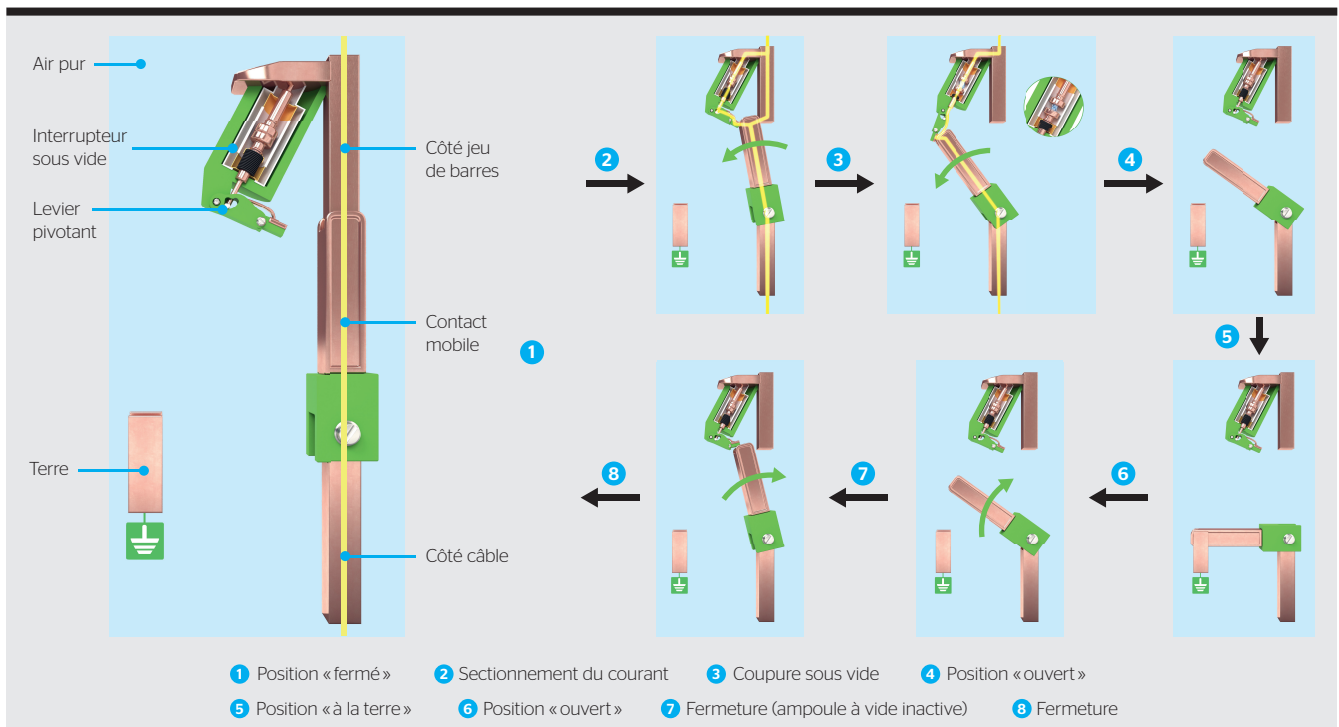 Air pur
Interrupteur
sous vide
Levier
pivotant
Terre
Côté jeu
de barres
Contact
mobile
Côté câble
1
2
3
4
5
6
7
8
1 Position « fermé » 2 Sectionnement du courant 3 Coupure sous vide 4 Position « ouvert »
5 Position « à la terre » 6 Position « ouvert » 7 Fermeture (ampoule à vide inactive) 8 Fermeture